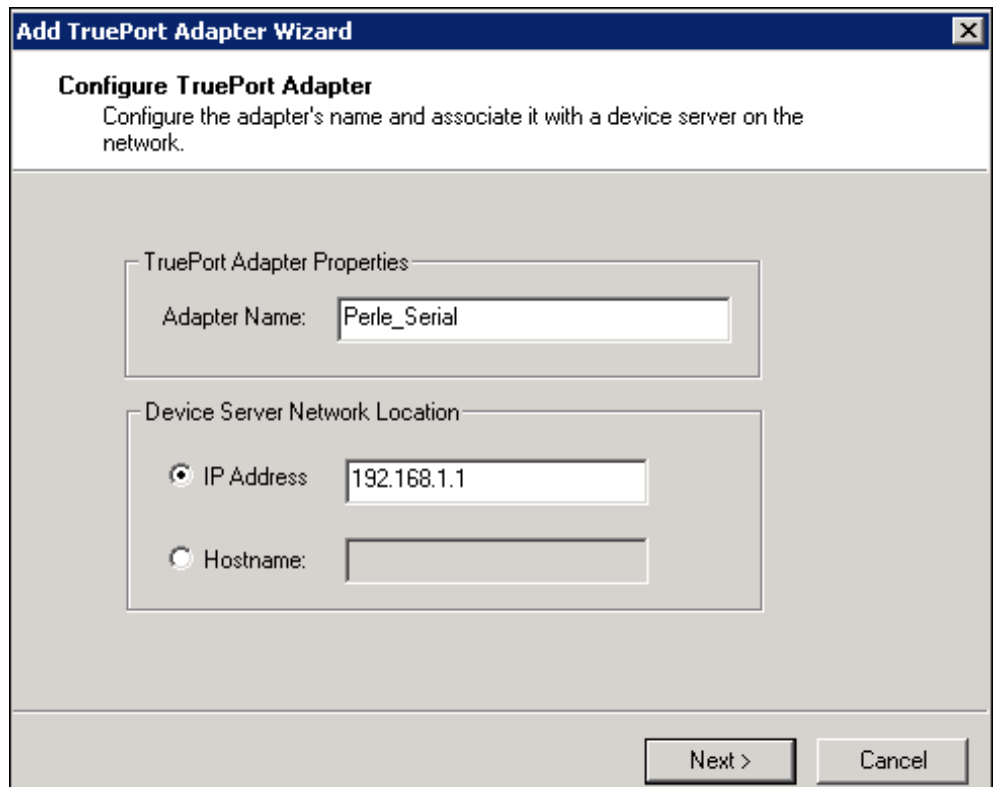 Add TruePort Adapter Wizard
Configure TruePort Adapter
Configure the adapter's name and associate it with a device server on the
network.
TruePort Adapter Properties
Adapter Name: Perle_Serial
Device Server Network Location
IP Address 192.168.1.1
Hostname:
Next > Cancel